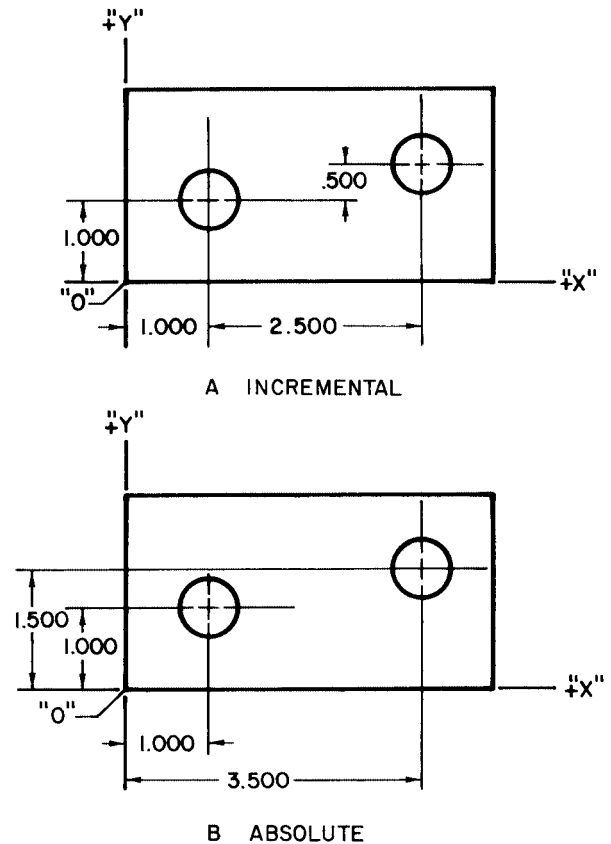 +"Y"
.500
1.000
"O"
+"X"
1.000
2.500
A INCREMENTAL
+"Y"
1.500
1.000
"O"
+"X"
1.000
3.500
B ABSOLUTE